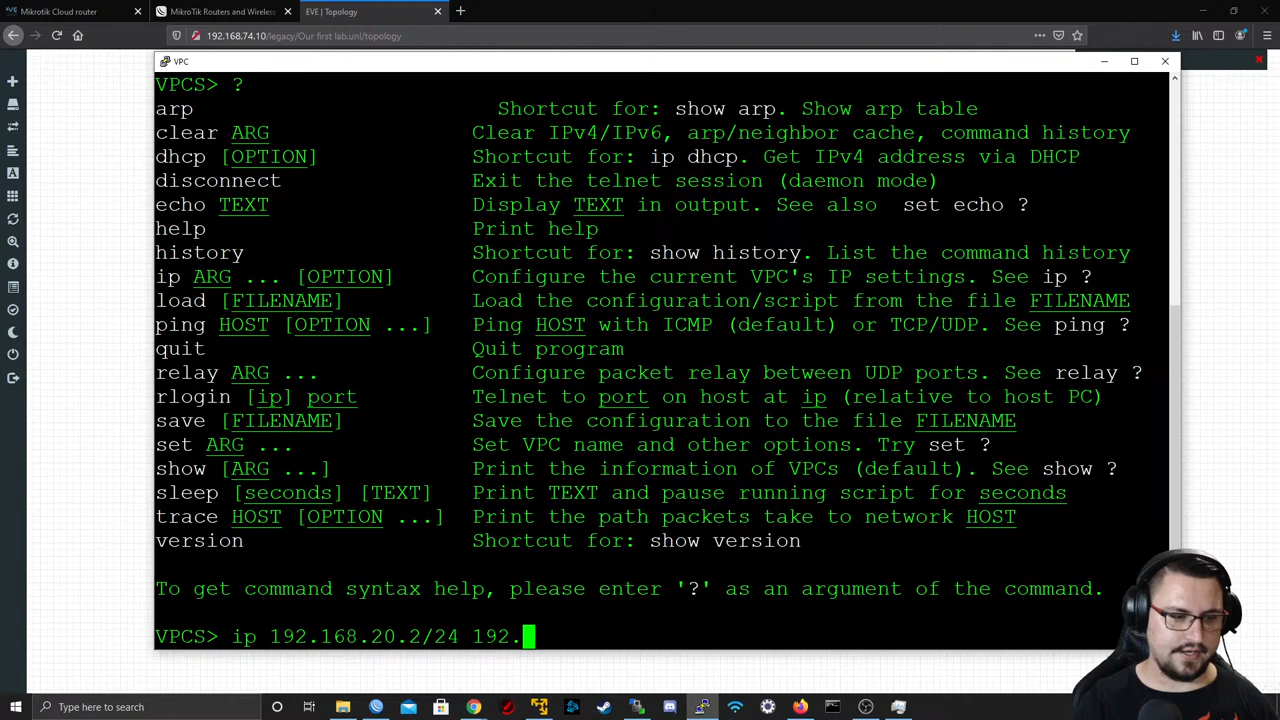 Mikrotik Cloud router
MikroTik Routers and Wireless
EVE | Topology
192.168.74.10/legacy/Our first lab.unl/topology
VPC
VPCS> ?
arp Shortcut for: show arp. Show arp table
clear ARG Clear IPv4/IPv6, arp/neighbor cache, command history
dhcp [OPTION] Shortcut for: ip dhcp. Get IPv4 address via DHCP
disconnect Exit the telnet session (daemon mode)
echo TEXT Display TEXT in output. See also set echo ?
help Print help
history Shortcut for: show history. List the command history
ip ARG ... [OPTION] Configure the current VPC's IP settings. See ip ?
load [FILENAME] Load the configuration/script from the file FILENAME
ping HOST [OPTION ...] Ping HOST with ICMP (default) or TCP/UDP. See ping ?
quit Quit program
relay ARG ... Configure packet relay between UDP ports. See relay ?
rlogin [ip] port Telnet to port on host at ip (relative to host PC)
save [FILENAME] Save the configuration to the file FILENAME
set ARG ... Set VPC name and other options. Try set ?
show [ARG ...] Print the information of VPCs (default). See show ?
sleep [seconds] [TEXT] Print TEXT and pause running script for seconds
trace HOST [OPTION ...] Print the path packets take to network HOST
version Shortcut for: show version
To get command syntax help, please enter '?' as an argument of the command.
VPCS> ip 192.168.20.2/24 192.
Type here to search